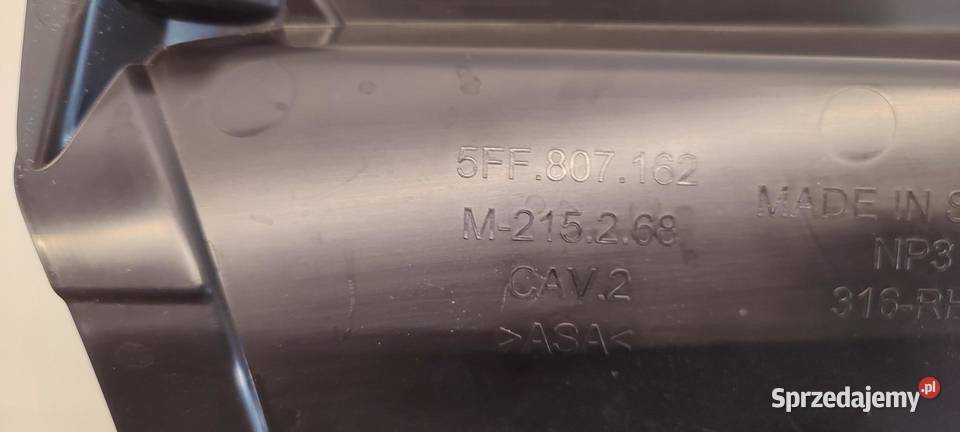 5FF.807.162
M-215.2.68
CAV.2
>ASA<
MADE IN
NP3
316-RH
Sprzedajemy.pl